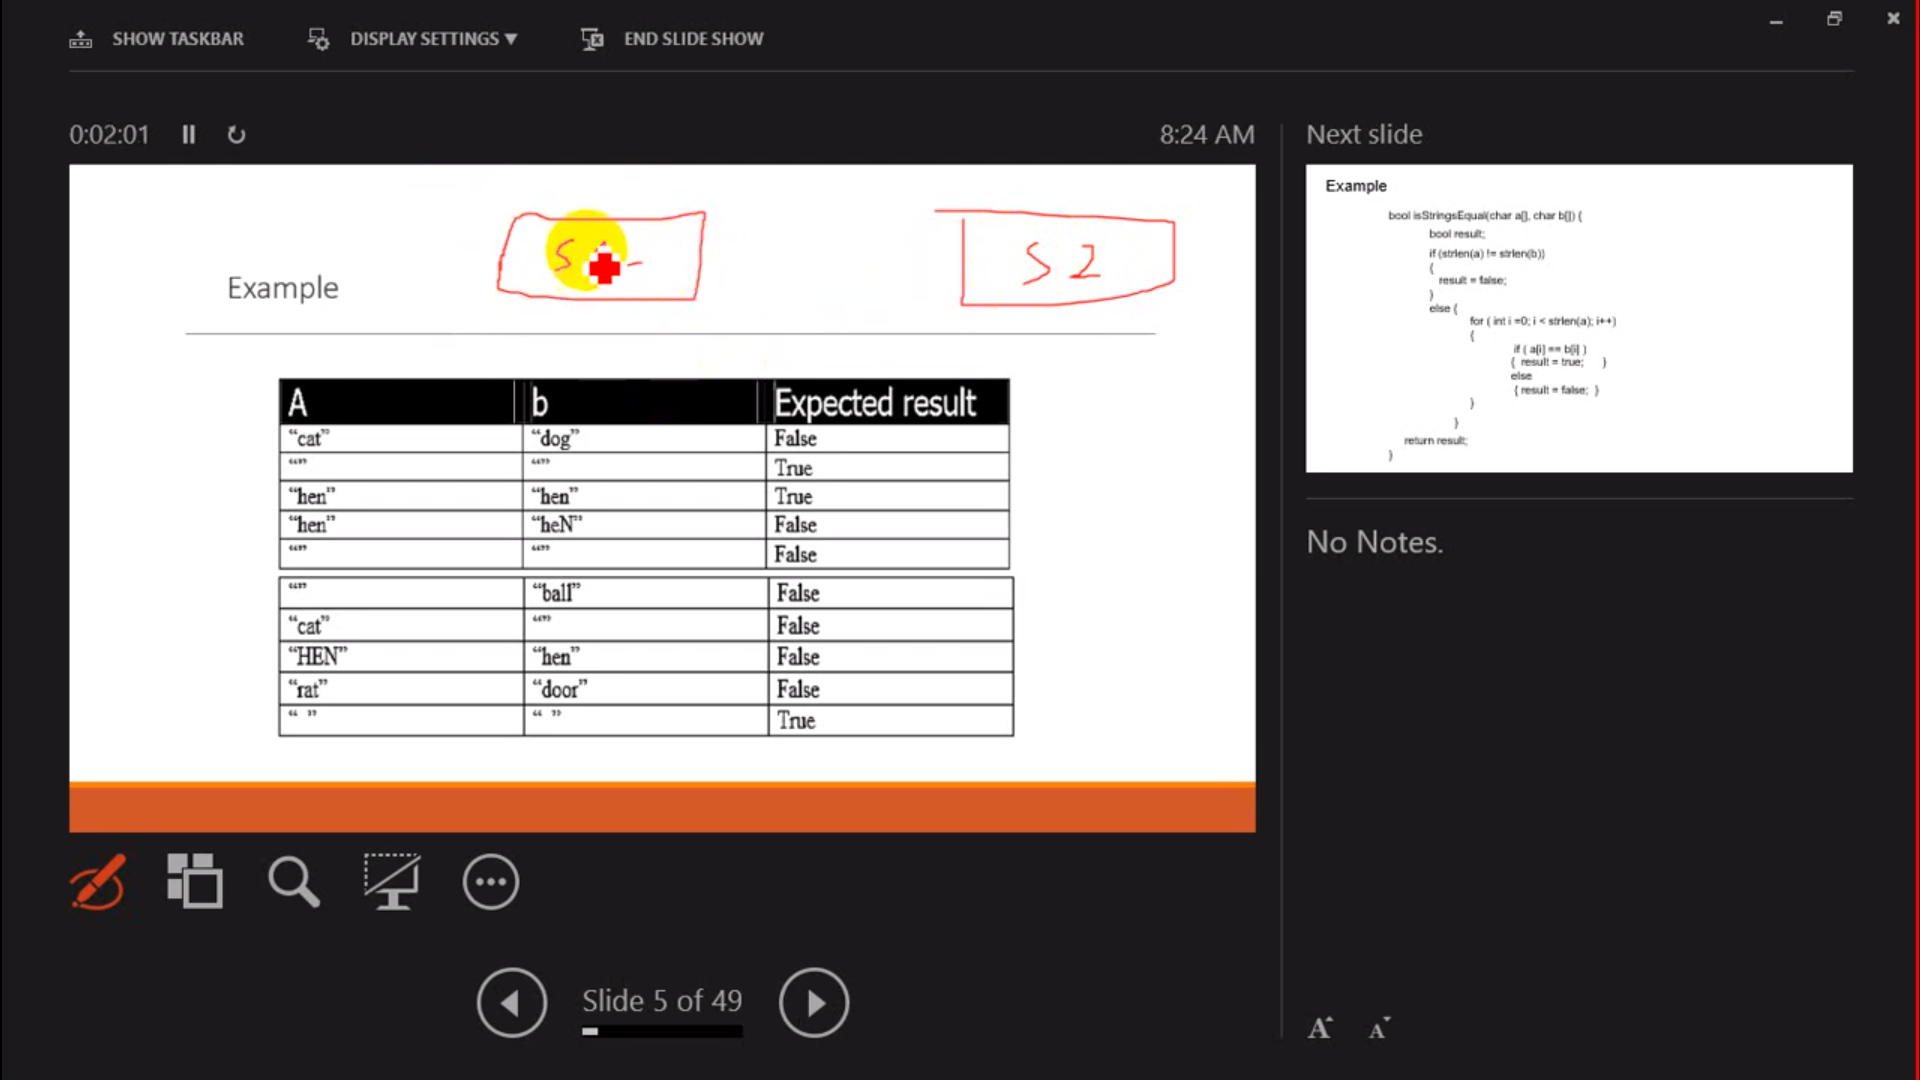 SHOW TASKBAR DISPLAY SETTINGS ▼ END SLIDE SHOW
0:02:01 8:24 AM
S
S 2
Example
A b Expected result
“cat” “dog” False
“” “” True
“hen” “hen” True
“hen” “heN” False
“” “” False
“” “ball” False
“cat” “” False
“HEN” “hen” False
“rat” “door” False
“ ” “ ” True
Slide 5 of 49
Next slide
Example
bool isStringsEqual(char a[], char b[]) {
bool result;
if (strlen(a) != strlen(b))
{
result = false;
}
else {
for ( int i =0; i < strlen(a); i++)
{
if ( a[i] == b[i] )
{ result = true; }
else
{ result = false; }
}
}
return result;
}
No Notes.
A A